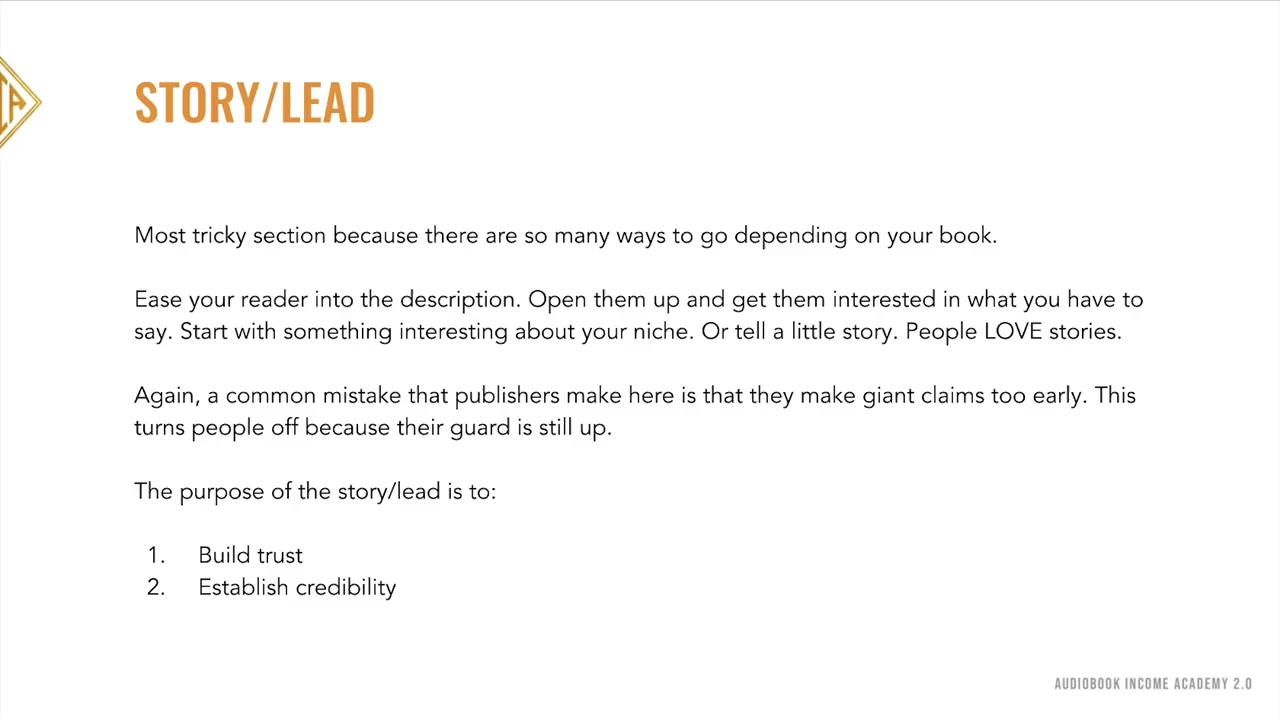 STORY/LEAD
Most tricky section because there are so many ways to go depending on your book.
Ease your reader into the description. Open them up and get them interested in what you have to
say. Start with something interesting about your niche. Or tell a little story. People LOVE stories.
Again, a common mistake that publishers make here is that they make giant claims too early. This
turns people off because their guard is still up.
The purpose of the story/lead is to:
1. Build trust
2. Establish credibility
AUDIOBOOK INCOME ACADEMY 2.0